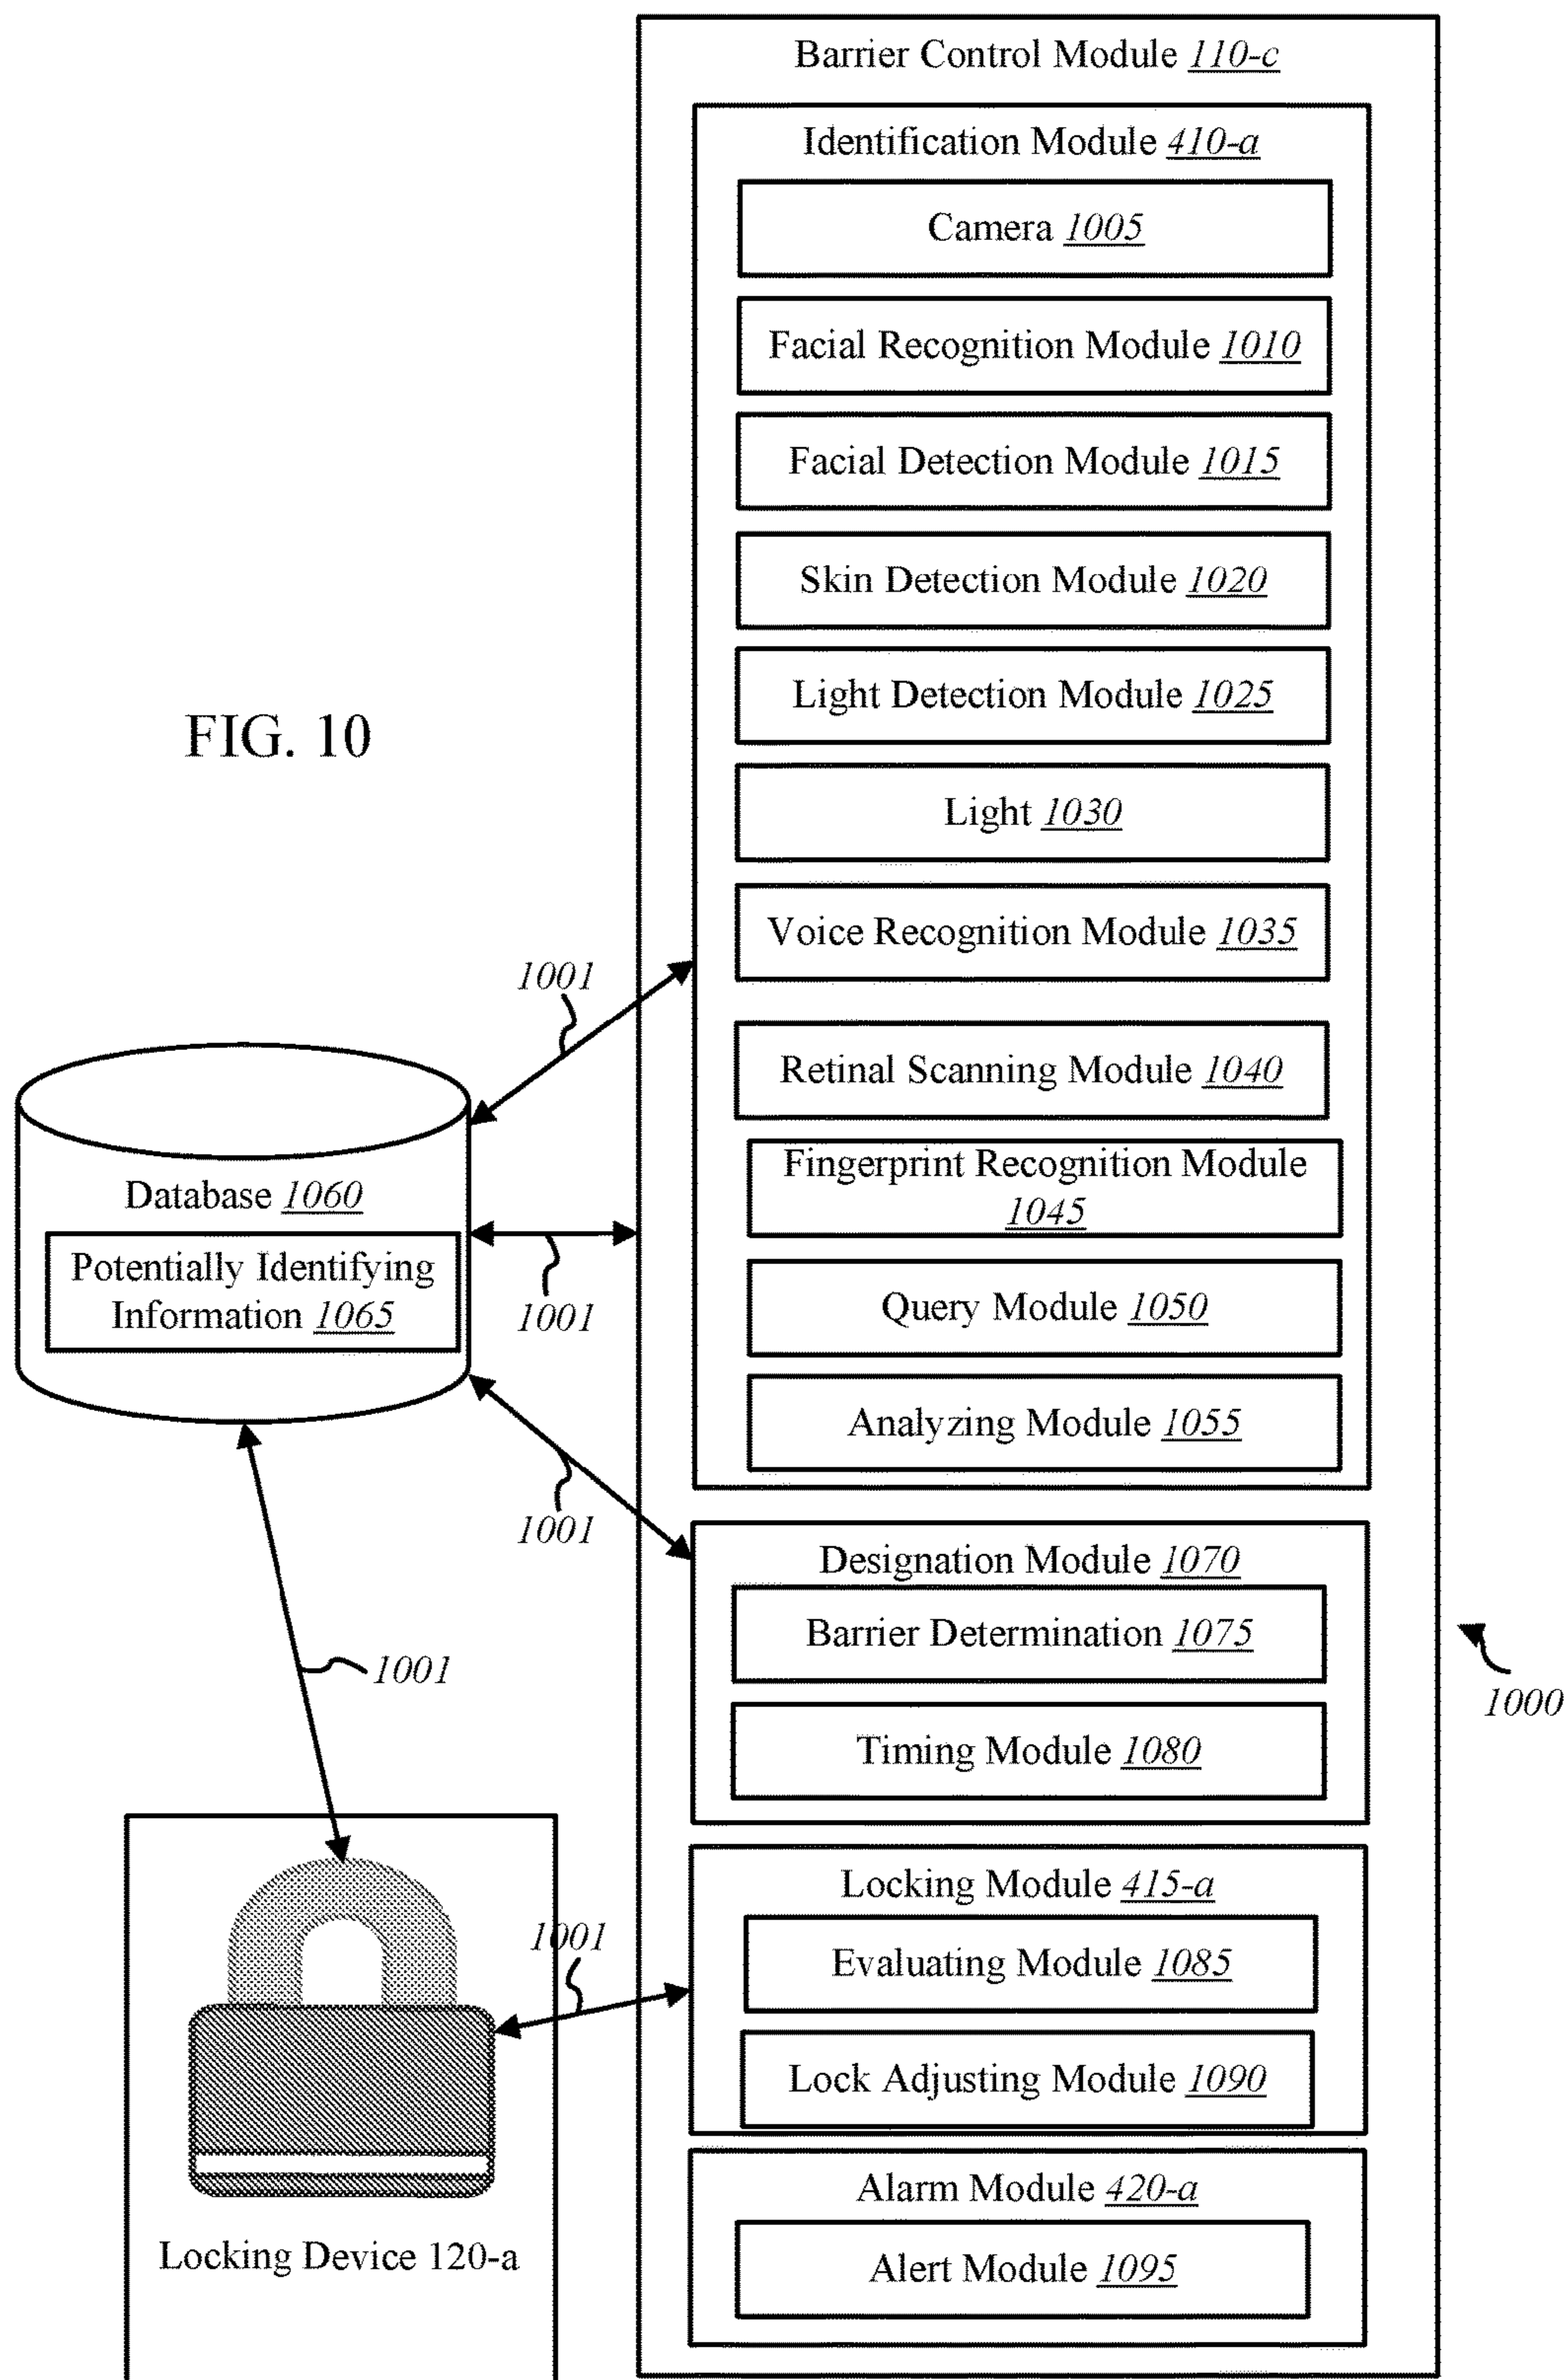 Barrier Control Module 110-c
Identification Module 410-a
Camera 1005
Facial Recognition Module 1010
Facial Detection Module 1015
Skin Detection Module 1020
Light Detection Module 1025
FIG. 10
Light 1030
Voice Recognition Module 1035
1001
Retinal Scanning Module 1040
Fingerprint Recognition Module
1045
Database 1060
Potentially Identifying
Information 1065
1001
Query Module 1050
Analyzing Module 1055
1001
Designation Module 1070
Barrier Determination 1075
1001
1000
Timing Module 1080
Locking Module 415-a
1001
Evaluating Module 1085
Lock Adjusting Module 1090
Alarm Module 420-a
Locking Device 120-a
Alert Module 1095